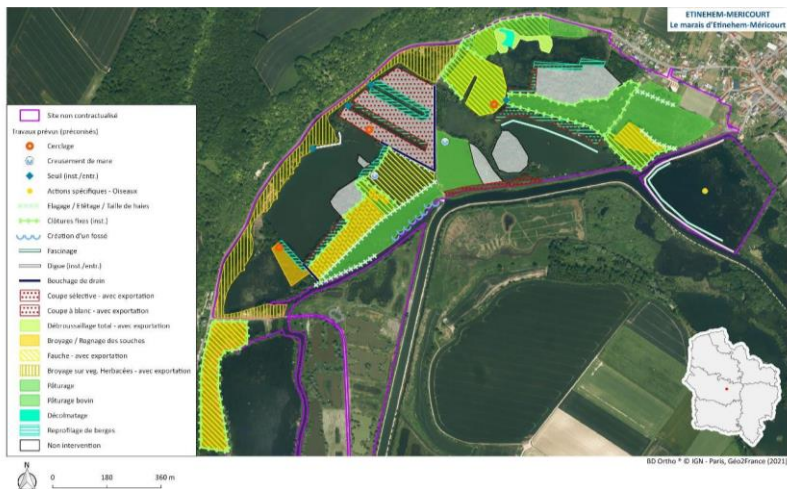 ETINEHEM-MERICOURT
Le marais d'Etinehem-Méricourt
Site non contractualisé
Travaux prévus (préconisés)
Cerclage
Creusement de mare
Seuil (inst./entr.)
Actions spécifiques - Oiseaux
Elagage / Etêtage / Taille de haies
Clôtures fixes (inst.)
Création d'un fossé
Fascinage
Digue (inst./entr.)
Bouchage de drain
Coupe sélective - avec exportation
Coupe à blanc - avec exportation
Débroussaillage total - avec exportation
Broyage / Rognage des souches
Fauche - avec exportation
Broyage sur veg. Herbacées - avec exportation
Pâturage
Pâturage bovin
Décolmatage
Reprofilage de berges
Non intervention
N
0 180 360 m
BD Ortho ® © IGN - Paris, Géo2France (2021)